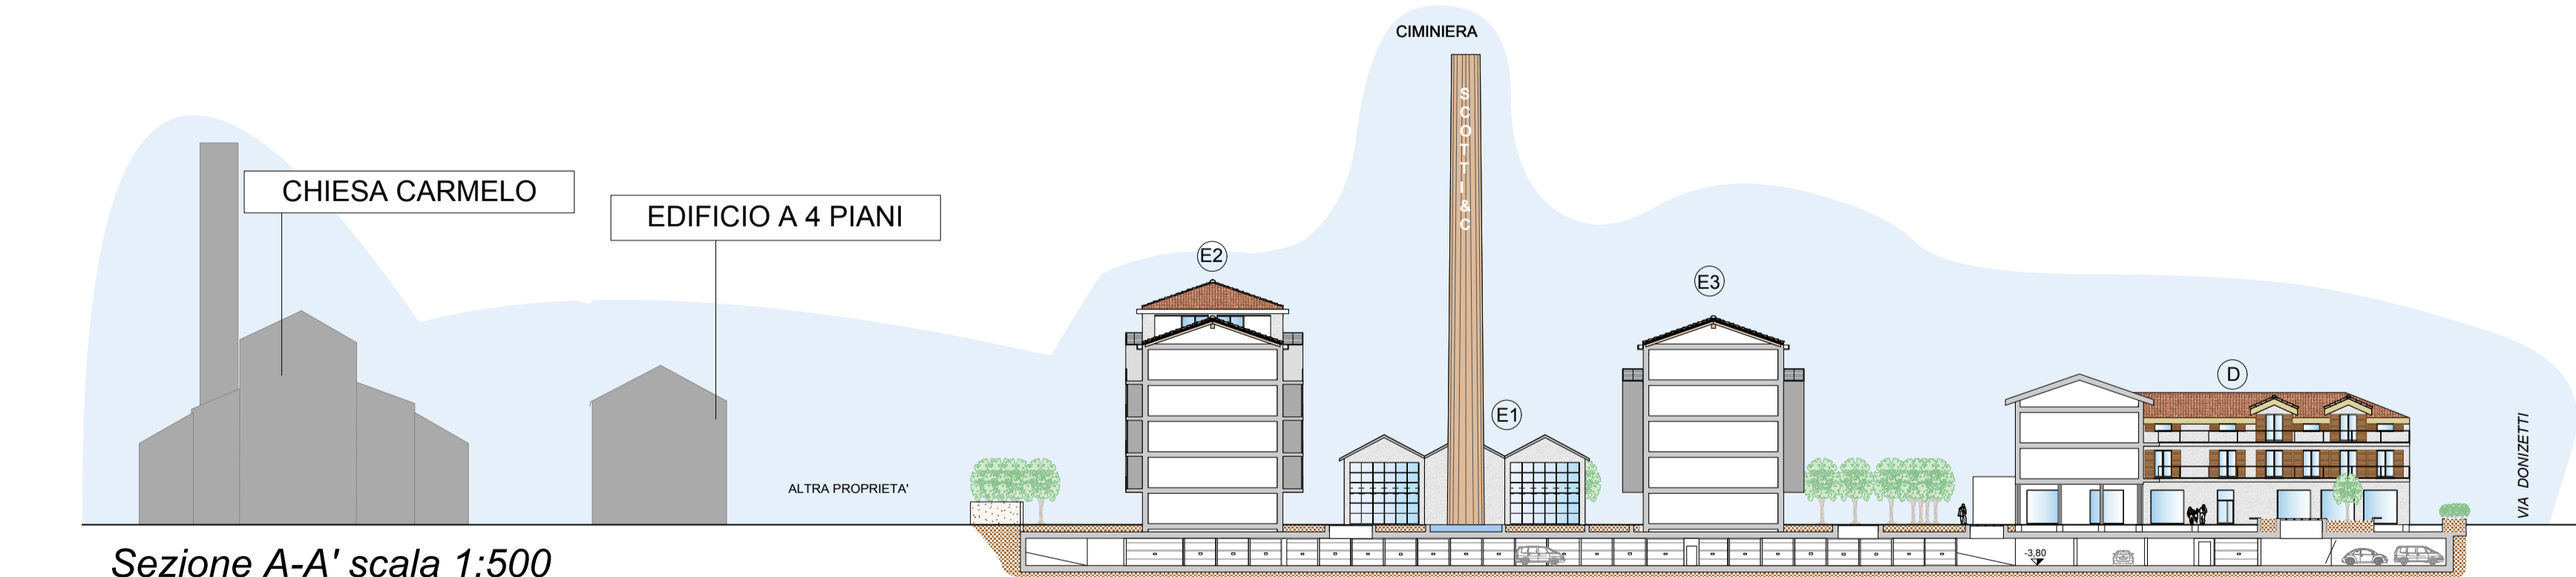 CIMINIERA
SCOTTI&C
CHIESA CARMELO
EDIFICIO A 4 PIANI
E2
E3
D
E1
VIA DONIZETTI
ALTRA PROPRIETA'
-3,80
Sezione A-A' scala 1:500